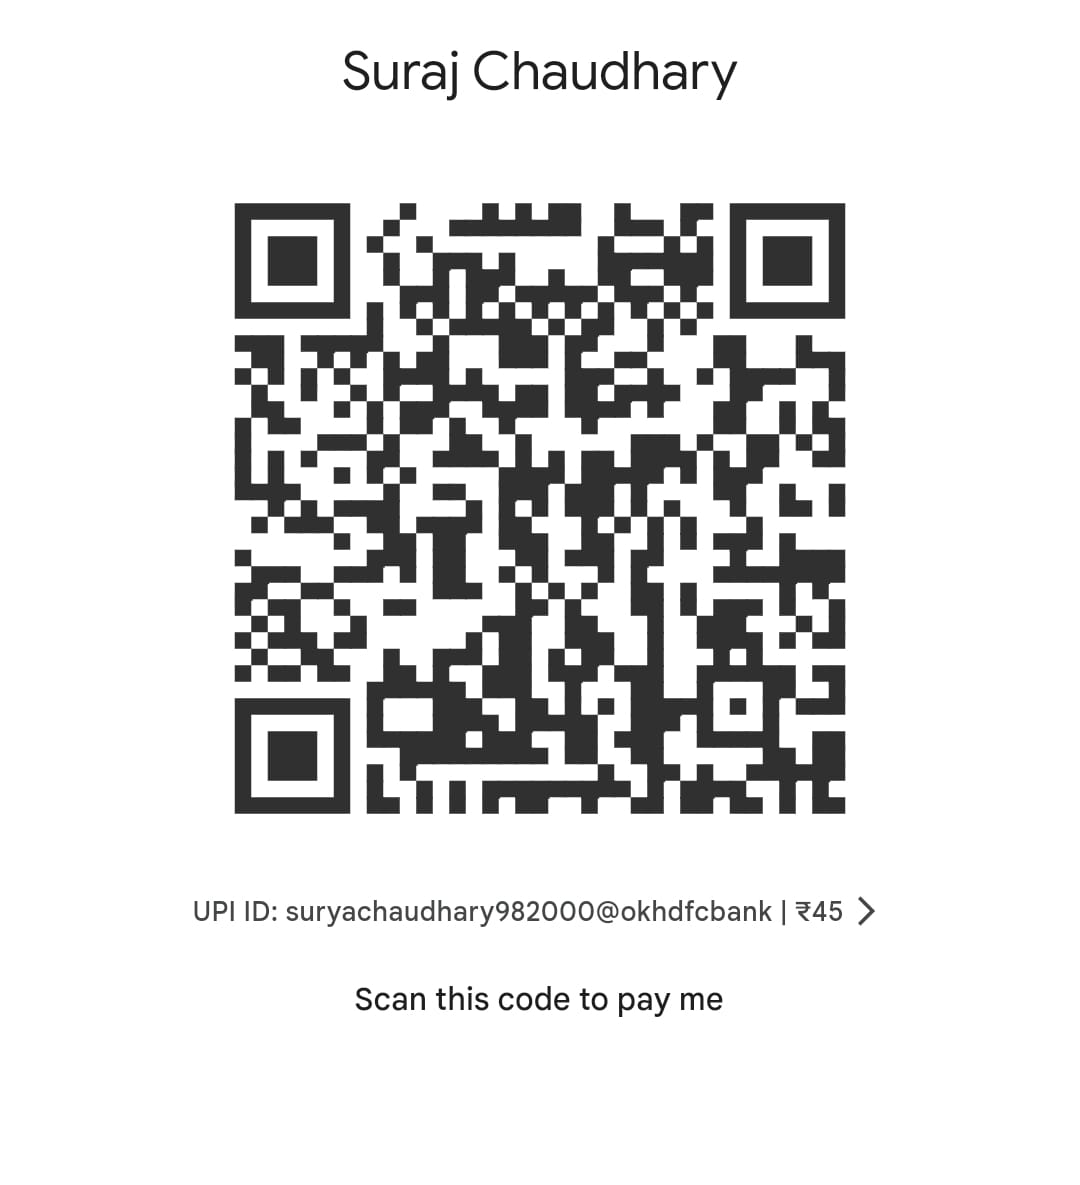 Suraj Chaudhary
UPI ID: suryachaudhary982000@okhdfcbank | ₹45
Scan this code to pay me